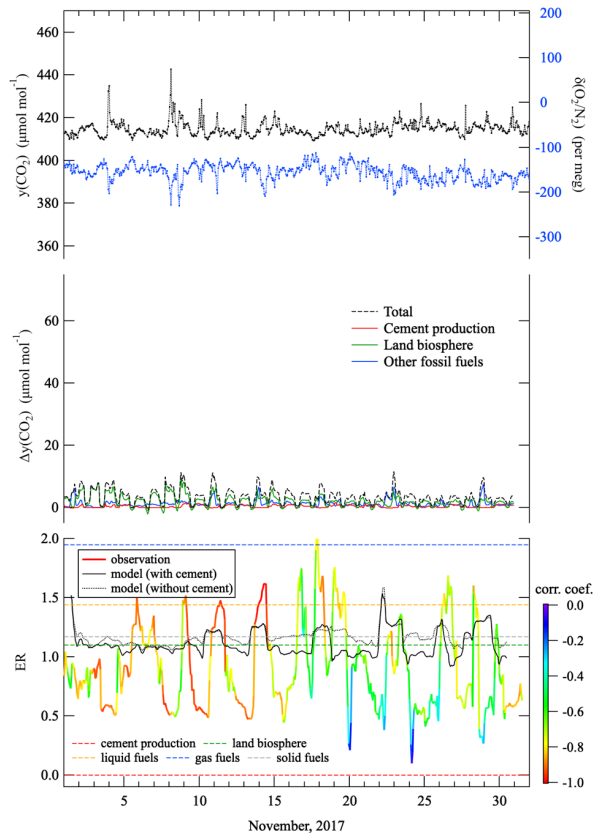 460
440
420
400
380
360
y(CO2) (μmol mol-1)
200
100
0
-100
-200
-300
δ(O2/N2) (per meg)
Total
Cement production
Land biosphere
Other fossil fuels
60
40
20
0
Δy(CO2) (μmol mol-1)
2.0
1.5
1.0
0.5
0.0
ER
observation
model (with cement)
model (without cement)
cement production
land biosphere
liquid fuels
gas fuels
solid fuels
corr. coef.
0.0
-0.2
-0.4
-0.6
-0.8
-1.0
5
10
15
20
25
30
November, 2017